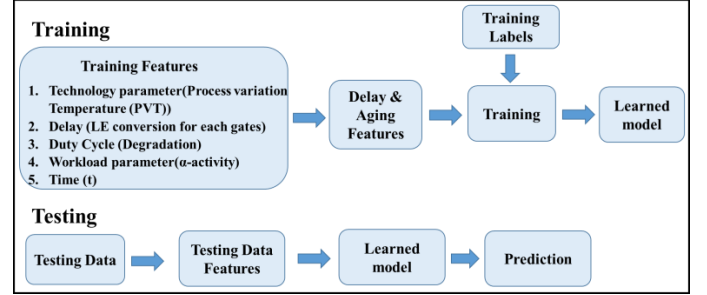 Training
Training
Labels
Training Features
1. Technology parameter(Process variation
Temperature (PVT))
2. Delay (LE conversion for each gates)
3. Duty Cycle (Degradation)
4. Workload parameter(α-activity)
5. Time (t)
Delay &
Aging
Features
Training
Learned
model
Testing
Testing Data
Testing Data
Features
Learned
model
Prediction